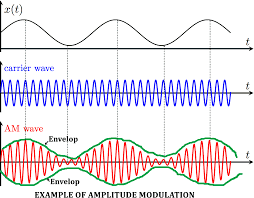 x(t)
t
carrier wave
t
AM wave
Envelop
t
Envelop
EXAMPLE OF AMPLITUDE MODULATION